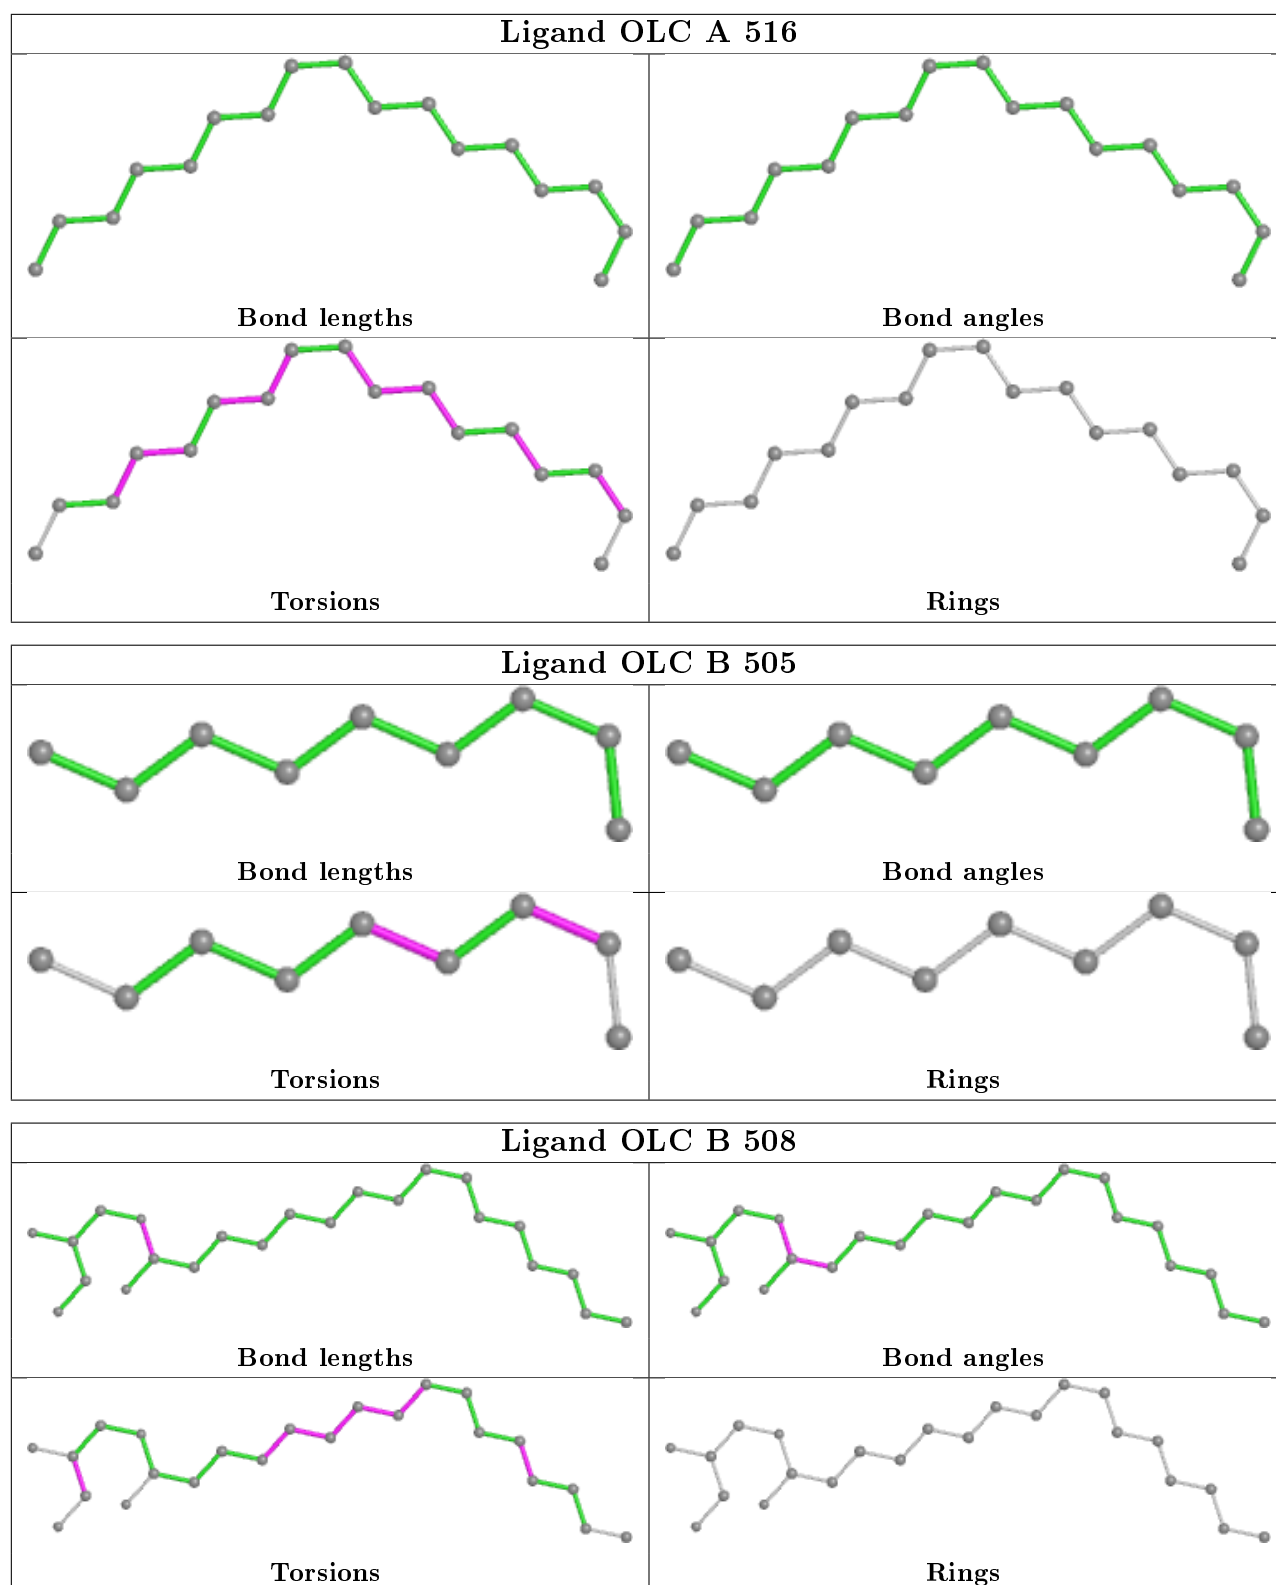 Ligand OLC A 516
Bond lengths
Bond angles
Torsions
Rings
Ligand OLC B 505
Bond lengths
Bond angles
Torsions
Rings
Ligand OLC B 508
Bond lengths
Bond angles
Torsions
Rings